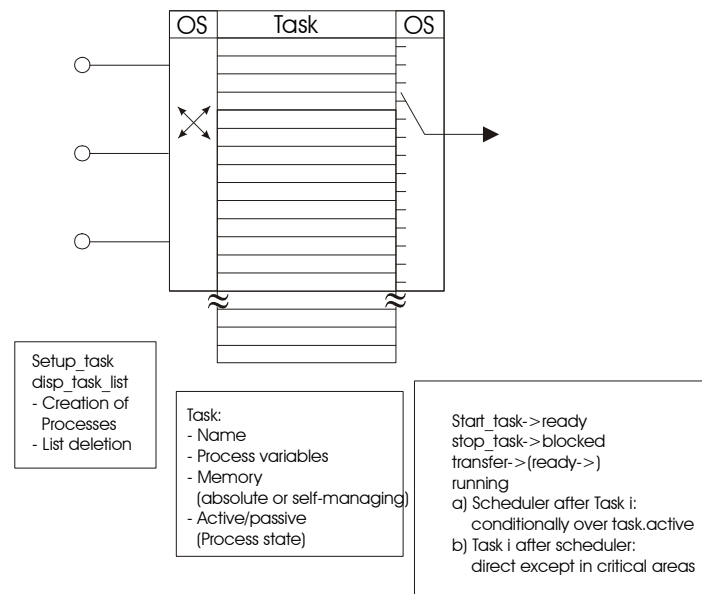 OS
Task
OS
Setup_task
disp_task_list
- Creation of
Processes
- List deletion
Task:
- Name
- Process variables
- Memory
(absolute or self-managing)
- Active/passive
(Process state)
Start_task->ready
stop_task->blocked
transfer->(ready->)
running
a) Scheduler after Task i:
conditionally over task.active
b) Task i after scheduler:
direct except in critical areas